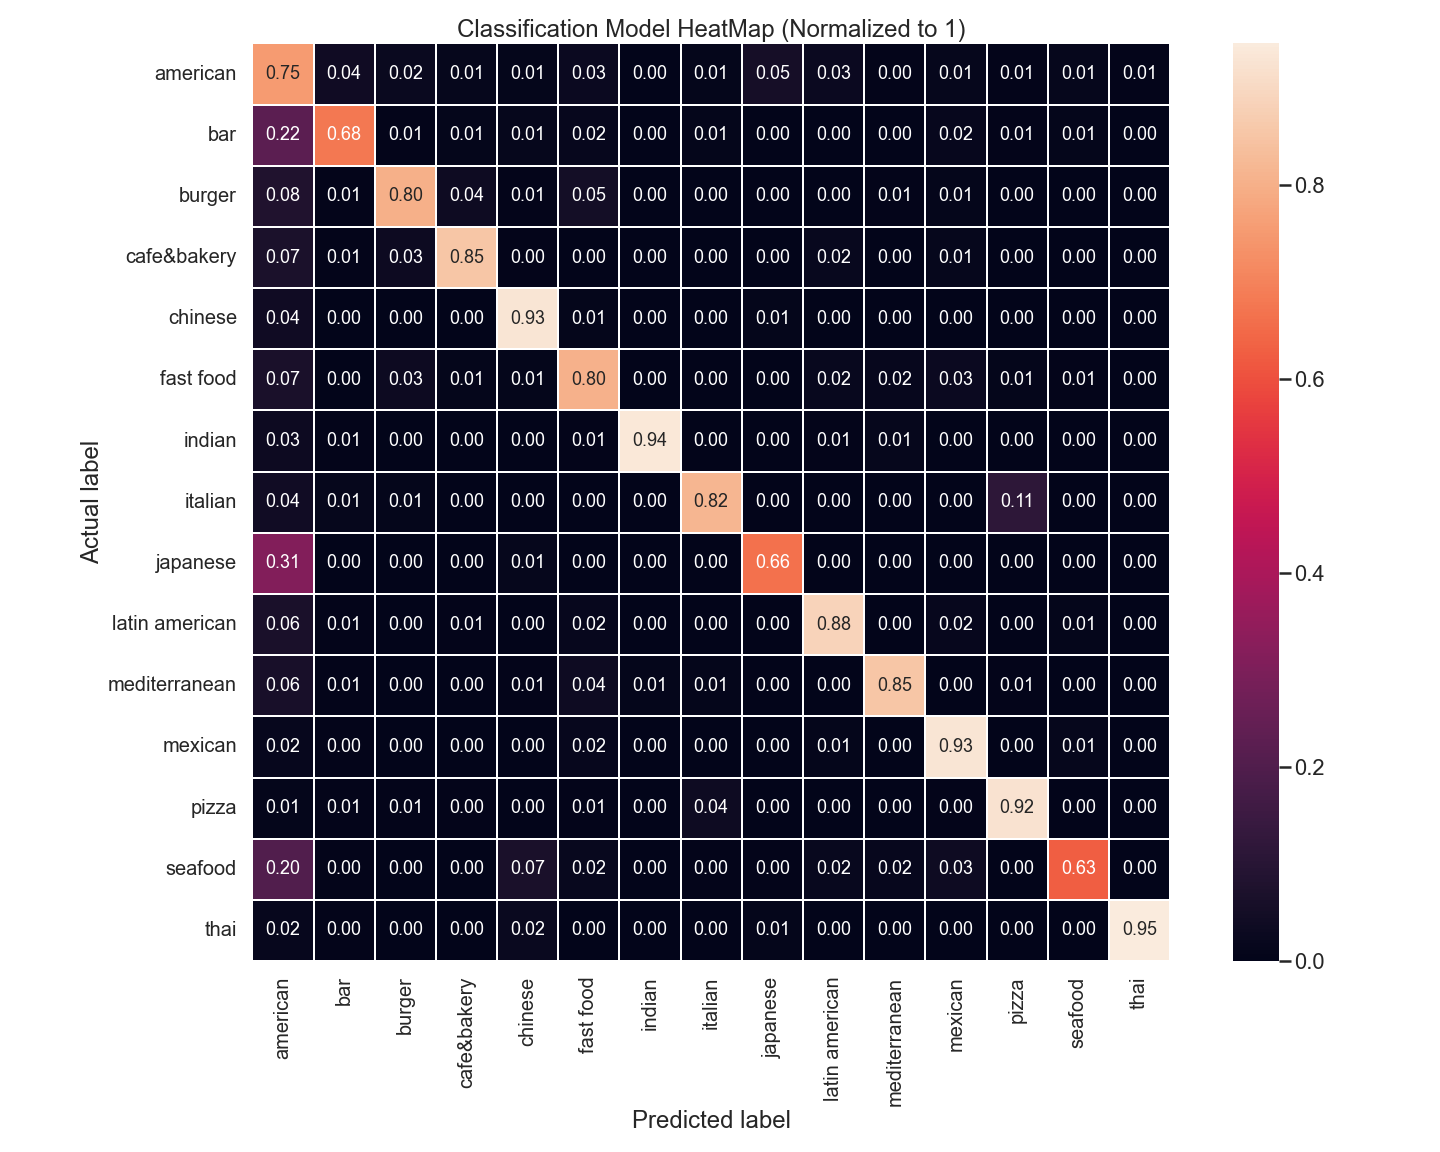 Classification Model HeatMap (Normalized to 1)
american 0.75 0.04 0.02 0.01 0.01 0.03 0.00 0.01 0.05 0.03 0.00 0.01 0.01 0.01 0.01
bar 0.22 0.68 0.01 0.01 0.01 0.02 0.00 0.01 0.00 0.00 0.00 0.02 0.01 0.01 0.00
burger 0.08 0.01 0.80 0.04 0.01 0.05 0.00 0.00 0.00 0.00 0.01 0.01 0.00 0.00 0.00
cafe&bakery 0.07 0.01 0.03 0.85 0.00 0.00 0.00 0.00 0.00 0.02 0.00 0.01 0.00 0.00 0.00
chinese 0.04 0.00 0.00 0.00 0.93 0.01 0.00 0.00 0.01 0.00 0.00 0.00 0.00 0.00 0.00
fast food 0.07 0.00 0.03 0.01 0.01 0.80 0.00 0.00 0.00 0.02 0.02 0.03 0.01 0.01 0.00
indian 0.03 0.01 0.00 0.00 0.00 0.01 0.94 0.00 0.00 0.01 0.01 0.00 0.00 0.00 0.00
italian 0.04 0.01 0.01 0.00 0.00 0.00 0.00 0.82 0.00 0.00 0.00 0.00 0.11 0.00 0.00
japanese 0.31 0.00 0.00 0.00 0.01 0.00 0.00 0.00 0.66 0.00 0.00 0.00 0.00 0.00 0.00
latin american 0.06 0.01 0.00 0.01 0.00 0.02 0.00 0.00 0.00 0.88 0.00 0.02 0.00 0.01 0.00
mediterranean 0.06 0.01 0.00 0.00 0.01 0.04 0.01 0.01 0.00 0.00 0.85 0.00 0.01 0.00 0.00
mexican 0.02 0.00 0.00 0.00 0.00 0.02 0.00 0.00 0.00 0.01 0.00 0.93 0.00 0.01 0.00
pizza 0.01 0.01 0.01 0.00 0.00 0.01 0.00 0.04 0.00 0.00 0.00 0.00 0.92 0.00 0.00
seafood 0.20 0.00 0.00 0.00 0.07 0.02 0.00 0.00 0.00 0.02 0.02 0.03 0.00 0.63 0.00
thai 0.02 0.00 0.00 0.00 0.02 0.00 0.00 0.00 0.01 0.00 0.00 0.00 0.00 0.00 0.95
Actual label
american
bar
burger
cafe&bakery
chinese
fast food
indian
italian
japanese
latin american
mediterranean
mexican
pizza
seafood
thai
Predicted label
0.8
0.6
0.4
0.2
0.0